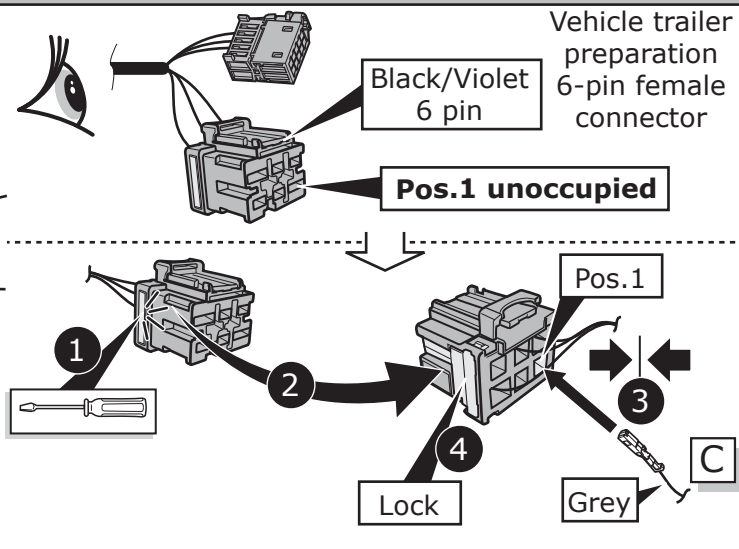 Vehicle trailer
preparation
6-pin female
connector
Black/Violet
6 pin
Pos.1 unoccupied
Pos.1
1
2
3
4
C
Lock
Grey